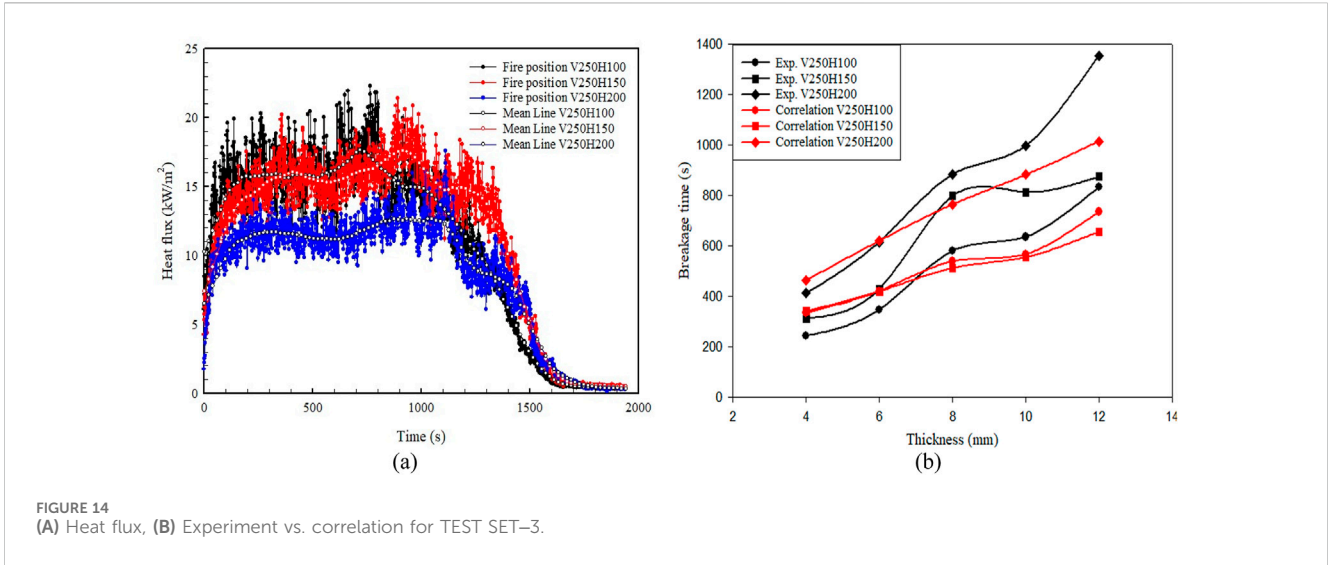 25
20
15
10
5
0
Heat flux (kW/m²)
0 500 1000 1500 2000
Time (s)
Fire position V250H100
Fire position V250H150
Fire position V250H200
Mean Line V250H100
Mean Line V250H150
Mean Line V250H200
(a)
1400
1200
1000
800
600
400
200
0
Breakage time (s)
2 4 6 8 10 12 14
Thickness (mm)
Exp. V250H100
Exp. V250H150
Exp. V250H200
Correlation V250H100
Correlation V250H150
Correlation V250H200
(b)
FIGURE 14
(A) Heat flux, (B) Experiment vs. correlation for TEST SET–3.